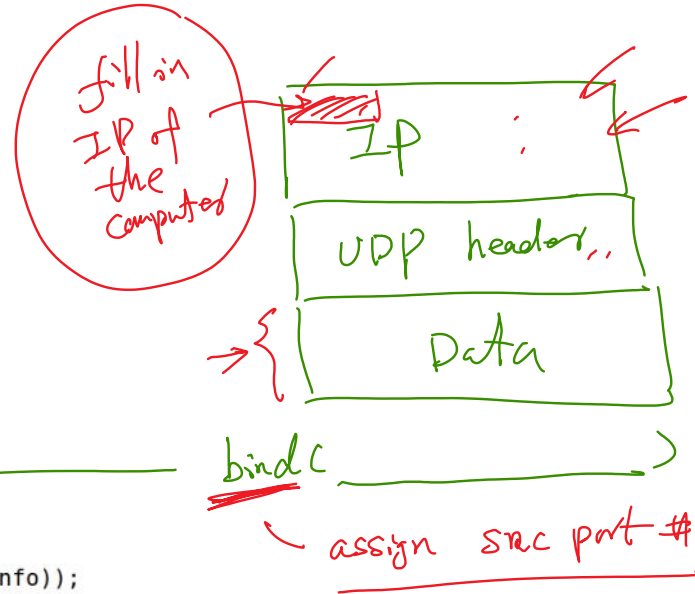 fill in
IP of
the
computer
IP
UDP header
Data
bind( )
assign src port #
nfo));